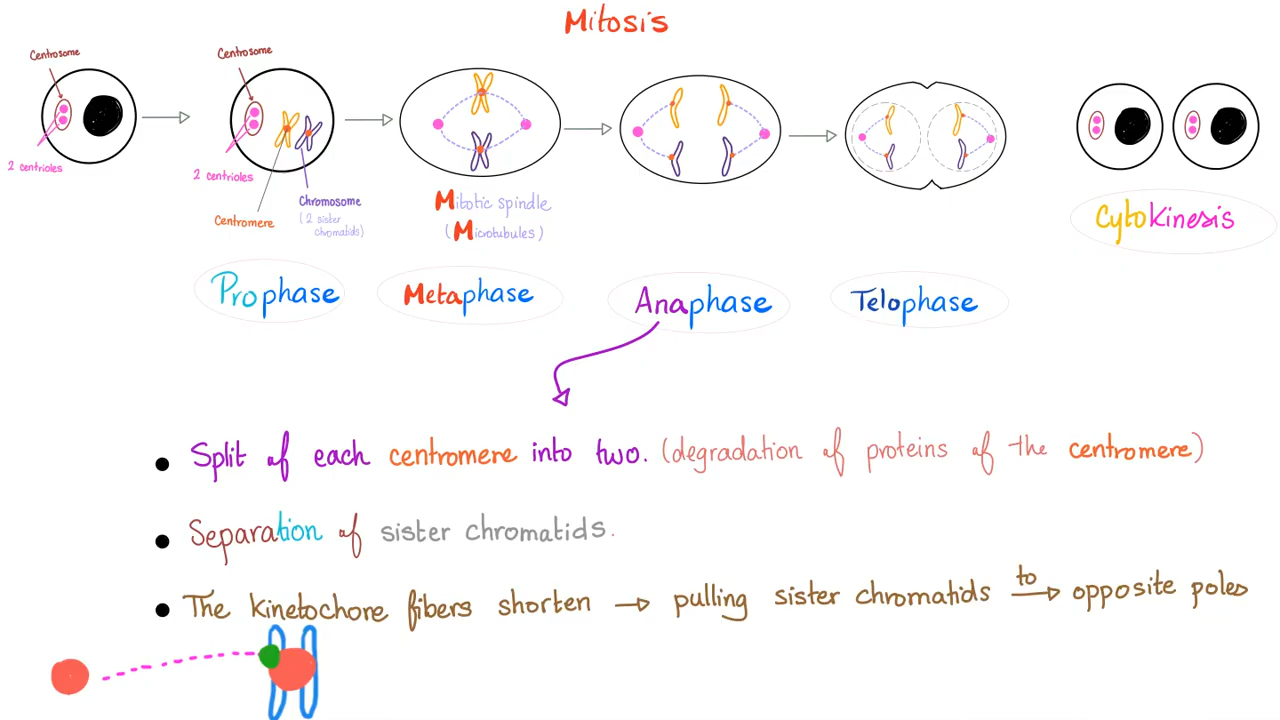 Mitosis
Centrosome
2 centrioles
Centrosome
2 centrioles
Centromere
Chromosome
(2 sister
chromatids)
Mitotic spindle
(Microtubules)
Cytokinesis
Prophase
Metaphase
Anaphase
Telophase
• Split of each centromere into two. (degradation of proteins of the centromere)
• Separation of sister chromatids.
• The kinetochore fibers shorten → pulling sister chromatids to → opposite poles